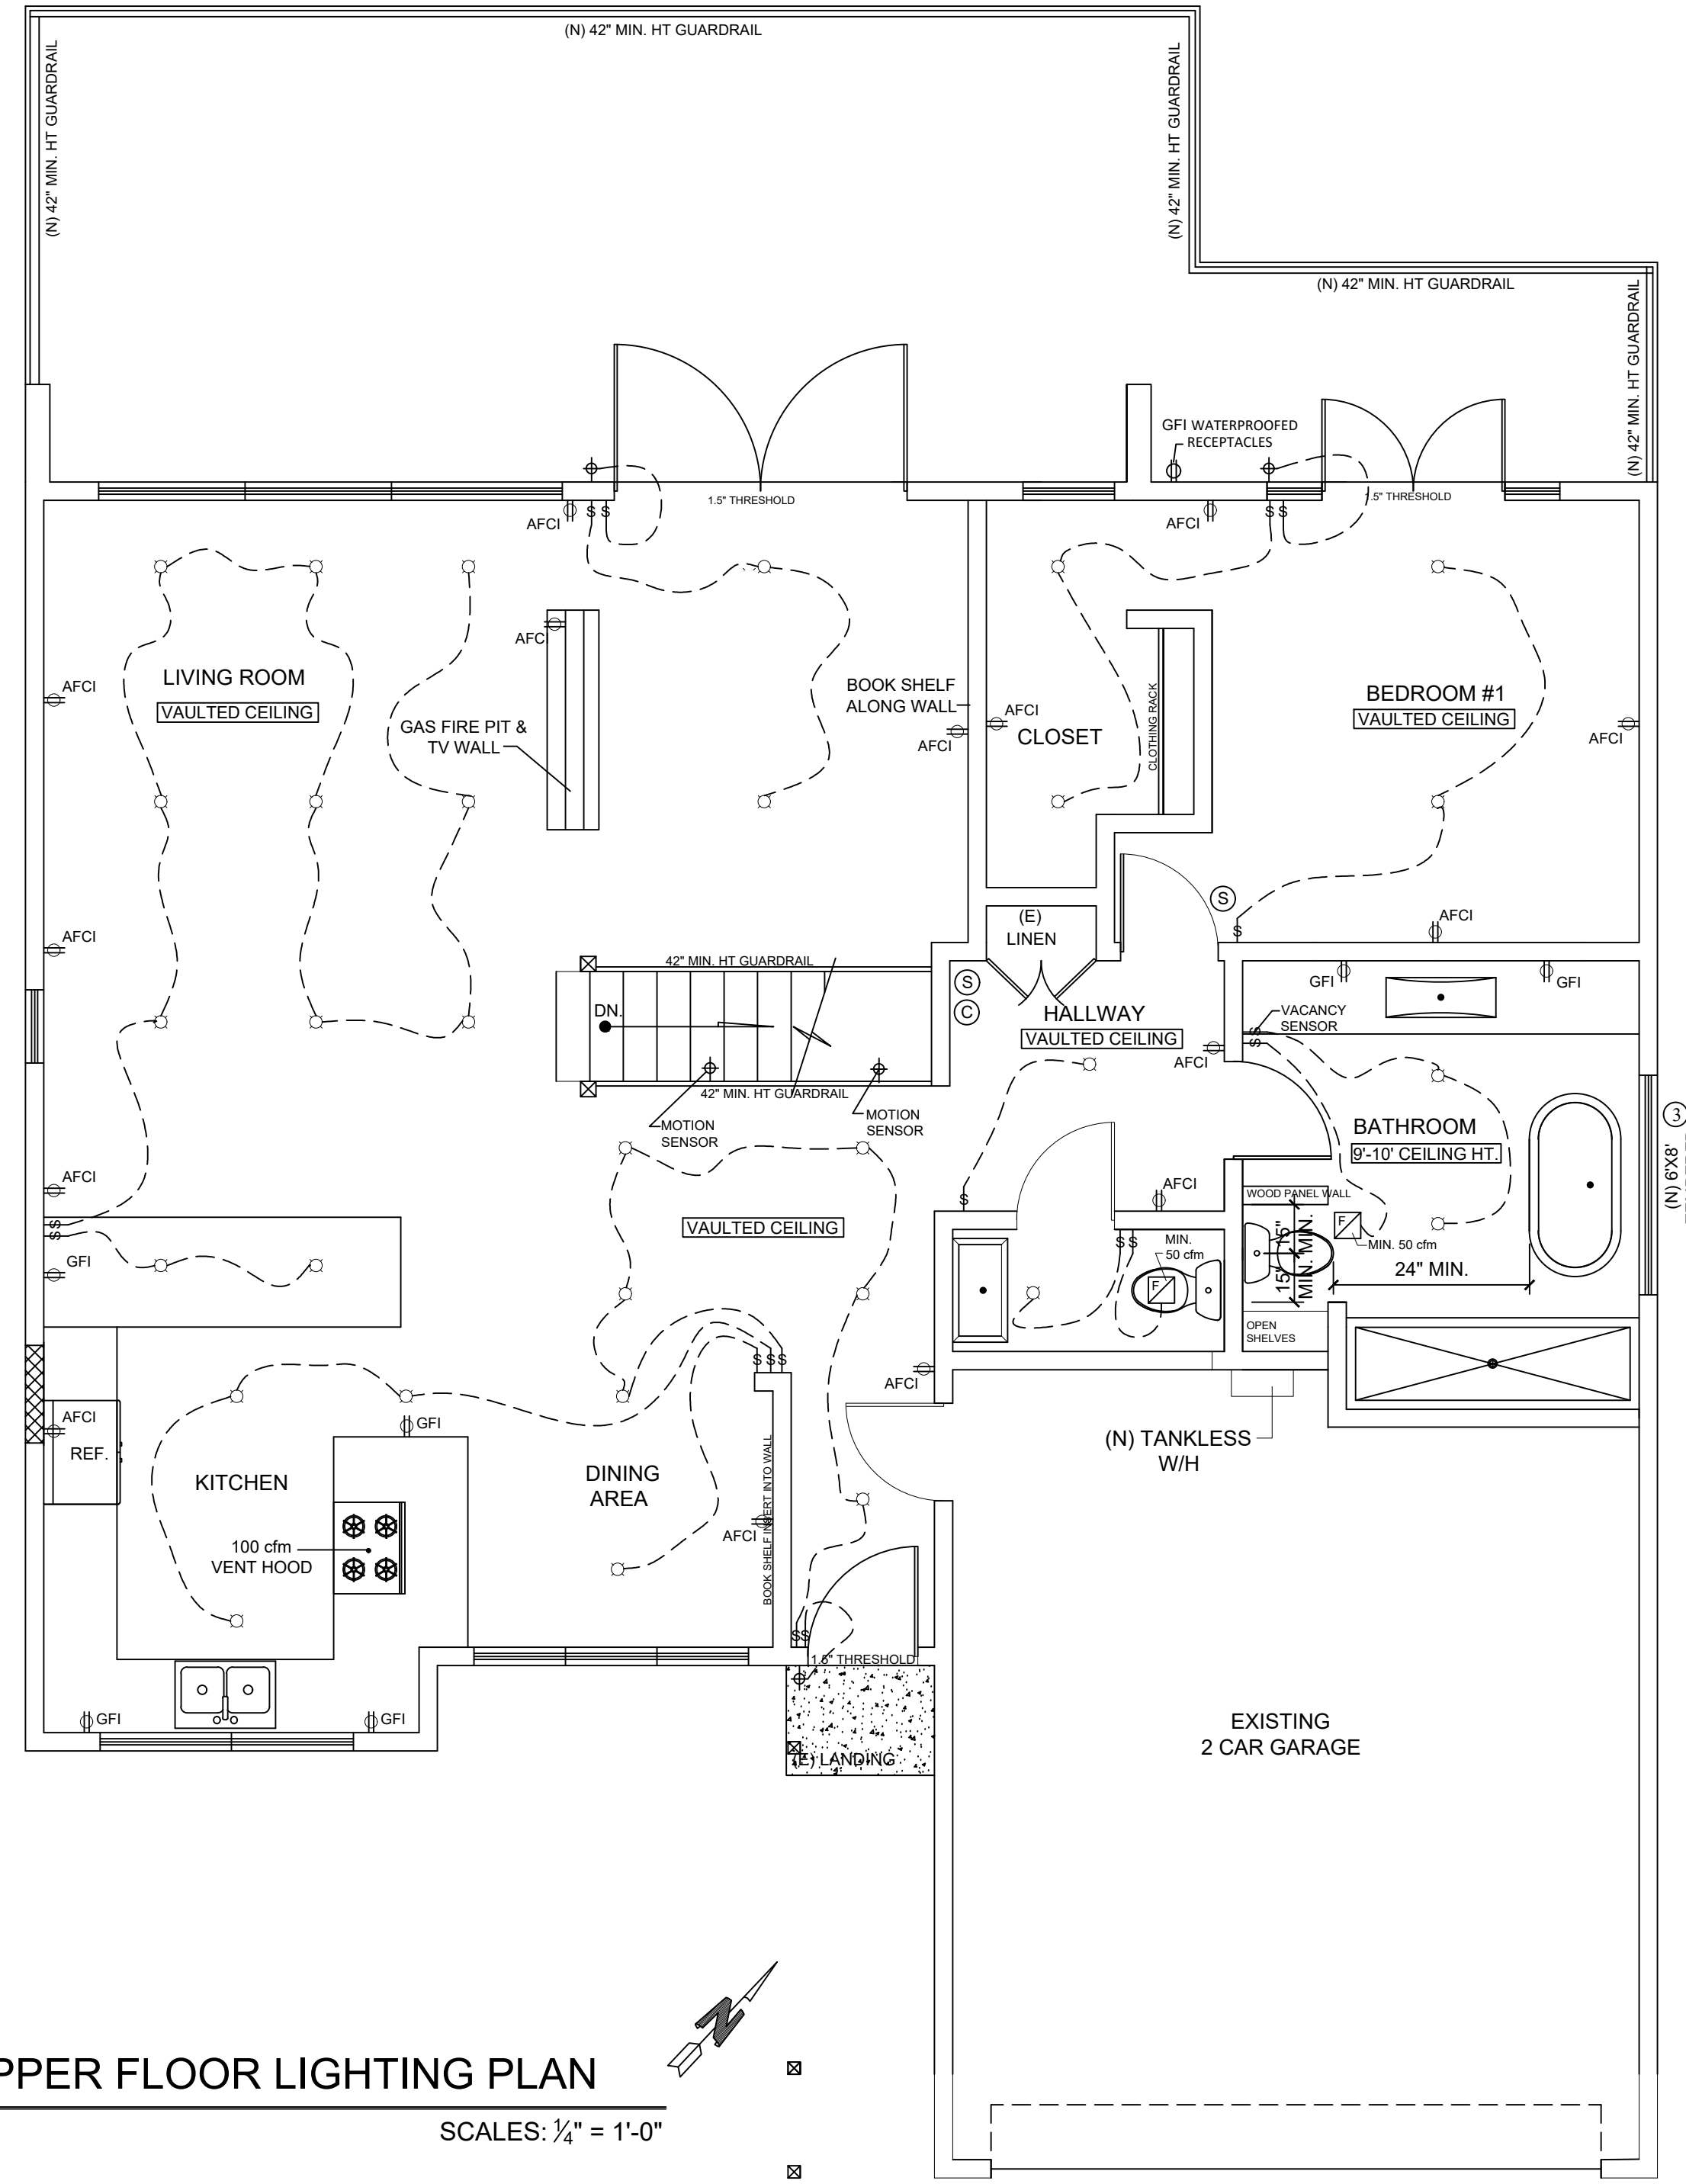 (N) 42" MIN. HT GUARDRAIL
(N) 42" MIN. HT GUARDRAIL
(N) 42" MIN. HT GUARDRAIL
(N) 42" MIN. HT GUARDRAIL
(N) 42" MIN. HT GUARDRAIL
GFI WATERPROOFED
RECEPTACLES
1.5" THRESHOLD
1.5" THRESHOLD
AFCI
S S
AFCI
S S
AFCI
LIVING ROOM
VAULTED CEILING
AFCI
GAS FIRE PIT &
TV WALL
BOOK SHELF
ALONG WALL
AFCI
AFCI
CLOSET
CLOTHING RACK
BEDROOM #1
VAULTED CEILING
AFCI
S
S
AFCI
(E)
LINEN
AFCI
42" MIN. HT GUARDRAIL
DN.
42" MIN. HT GUARDRAIL
MOTION
SENSOR
MOTION
SENSOR
S
C
HALLWAY
VAULTED CEILING
AFCI
GFI
GFI
VACANCY
SENSOR
S
S
BATHROOM
9'-10' CEILING HT.
3
(N) 6'X8'
AFCI
S
S
GFI
VAULTED CEILING
S
AFCI
WOOD PANEL WALL
S S
MIN.
50 cfm
F
15"
MIN.
15"
MIN.
F
MIN. 50 cfm
24" MIN.
OPEN
SHELVES
S S S
AFCI
AFCI
REF.
GFI
KITCHEN
DINING
AREA
AFCI
BOOK SHELF INSERT INTO WALL
100 cfm
VENT HOOD
(N) TANKLESS
W/H
S S
1.5" THRESHOLD
GFI
GFI
(E) LANDING
EXISTING
2 CAR GARAGE
N
PPER FLOOR LIGHTING PLAN
SCALES: ¼" = 1'-0"